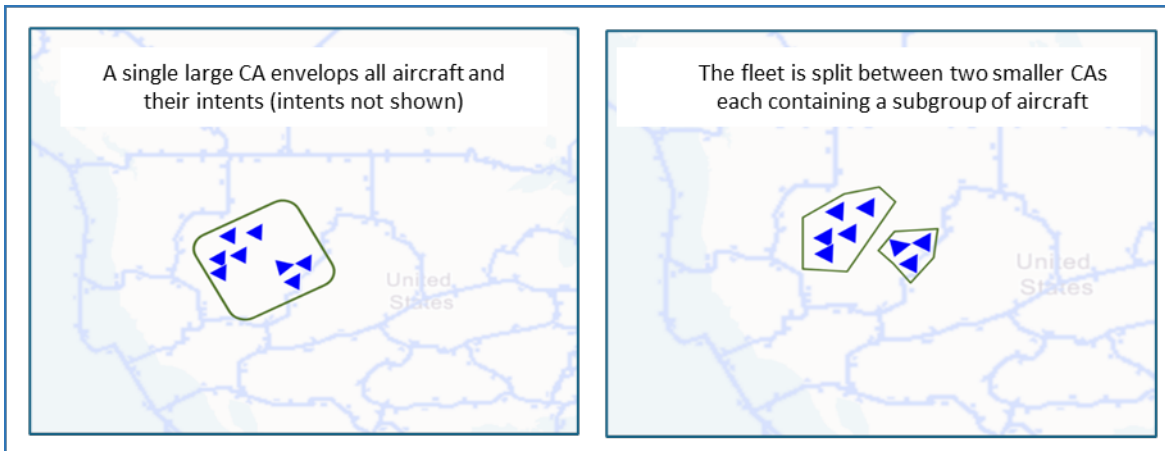 A single large CA envelops all aircraft and
their intents (intents not shown)
United
States
The fleet is split between two smaller CAs
each containing a subgroup of aircraft
United
States